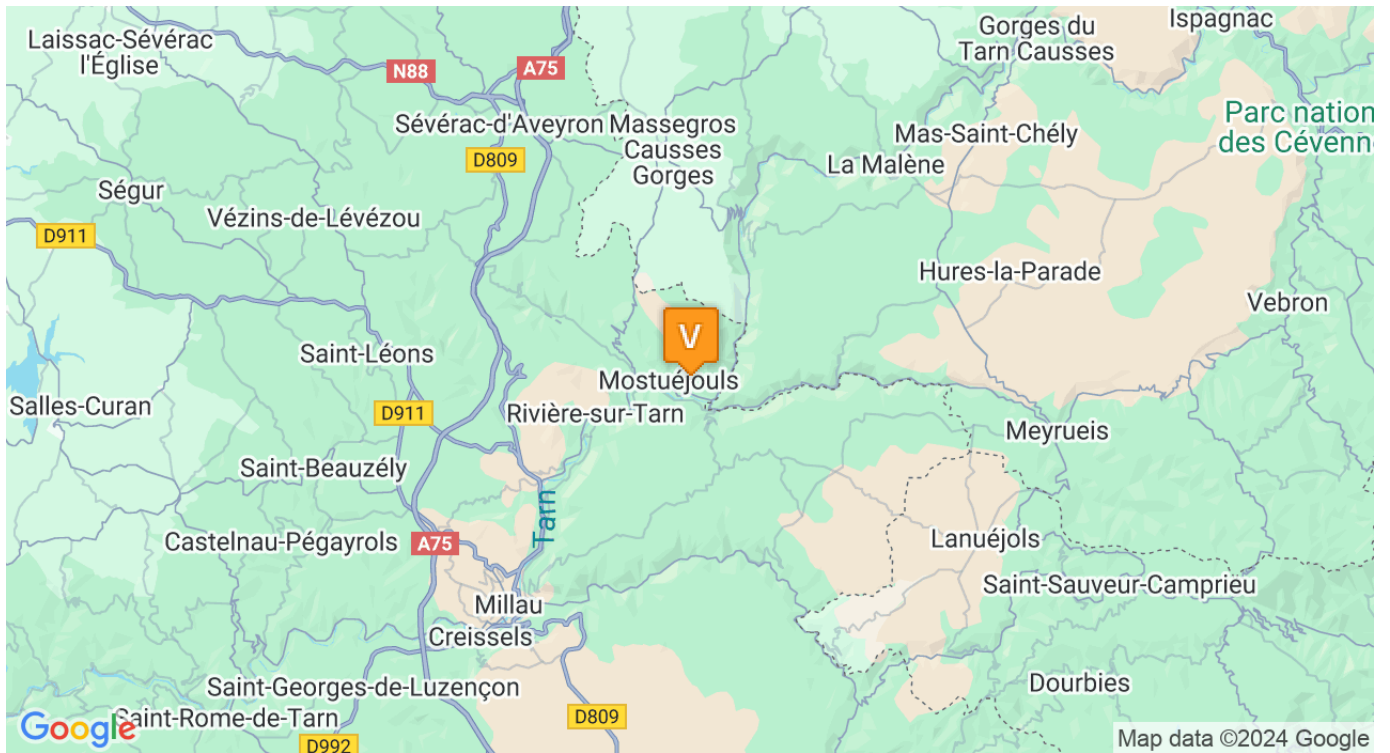 Ispagnac
Gorges du
Tarn Causses
Laissac-Sévérac
l'Église
N88
A75
Parc nation
des Cévenne
Sévérac-d'Aveyron
Massegros
Causses
Gorges
Mas-Saint-Chély
D809
La Malène
Ségur
Vézins-de-Lévézou
D911
Hures-la-Parade
Vebron
V
Saint-Léons
Mostuéjouls
Salles-Curan
D911
Rivière-sur-Tarn
Meyrueis
Saint-Beauzély
Tarn
Castelnau-Pégayrols
A75
Lanuéjols
Saint-Sauveur-Camprieu
Millau
Creissels
Saint-Georges-de-Luzençon
Dourbies
Google
Saint-Rome-de-Tarn
D809
D992
Map data ©2024 Google